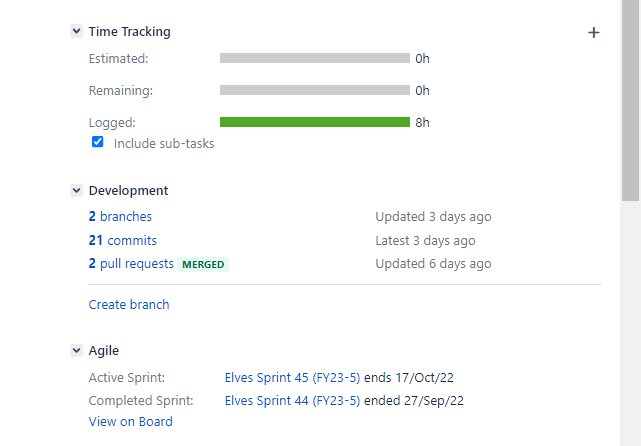 Time Tracking
Estimated: 0h
Remaining: 0h
Logged: 8h
Include sub-tasks
Development
2 branches Updated 3 days ago
21 commits Latest 3 days ago
2 pull requests MERGED Updated 6 days ago
Create branch
Agile
Active Sprint: Elves Sprint 45 (FY23-5) ends 17/Oct/22
Completed Sprint: Elves Sprint 44 (FY23-5) ended 27/Sep/22
View on Board